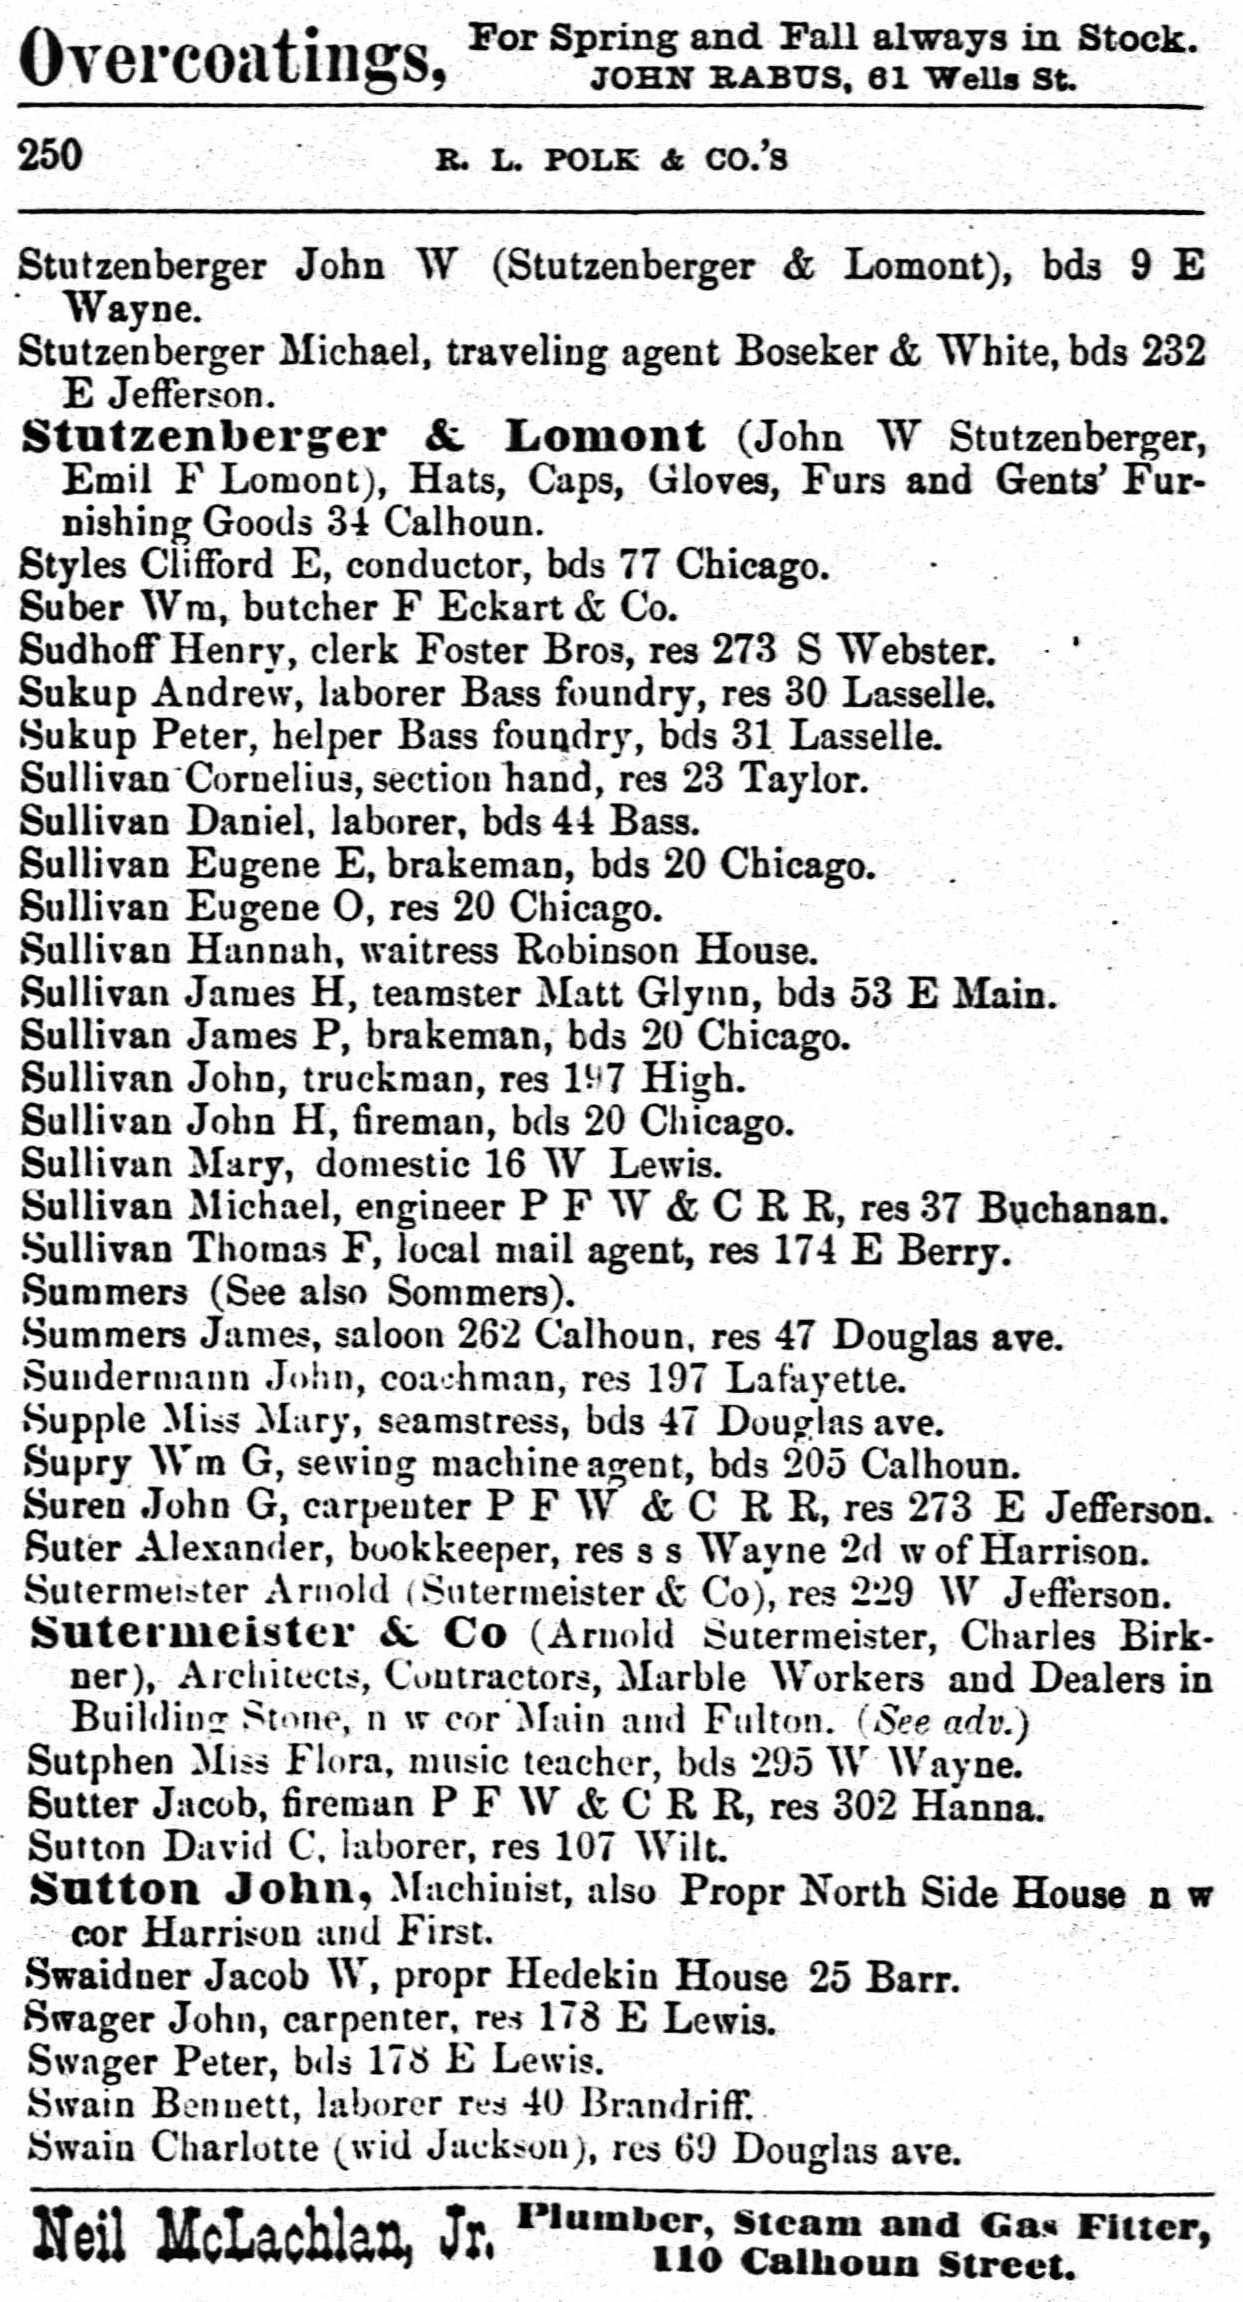 Overcoatings, For Spring and Fall always in Stock.
JOHN RABUS, 61 Wells St.
250 R. L. POLK & CO.'S
Stutzenberger John W (Stutzenberger & Lomont), bds 9 E
Wayne.
Stutzenberger Michael, traveling agent Boseker & White, bds 232
E Jefferson.
Stutzenberger & Lomont (John W Stutzenberger,
Emil F Lomont), Hats, Caps, Gloves, Furs and Gents' Fur-
nishing Goods 34 Calhoun.
Styles Clifford E, conductor, bds 77 Chicago.
Suber Wm, butcher F Eckart & Co.
Sudhoff Henry, clerk Foster Bros, res 273 S Webster.
Sukup Andrew, laborer Bass foundry, res 30 Lasselle.
Sukup Peter, helper Bass foundry, bds 31 Lasselle.
Sullivan Cornelius, section hand, res 23 Taylor.
Sullivan Daniel, laborer, bds 44 Bass.
Sullivan Eugene E, brakeman, bds 20 Chicago.
Sullivan Eugene O, res 20 Chicago.
Sullivan Hannah, waitress Robinson House.
Sullivan James H, teamster Matt Glynn, bds 53 E Main.
Sullivan James P, brakeman, bds 20 Chicago.
Sullivan John, truckman, res 197 High.
Sullivan John H, fireman, bds 20 Chicago.
Sullivan Mary, domestic 16 W Lewis.
Sullivan Michael, engineer P F W & C R R, res 37 Buchanan.
Sullivan Thomas F, local mail agent, res 174 E Berry.
Summers (See also Sommers).
Summers James, saloon 262 Calhoun, res 47 Douglas ave.
Sundermann John, coachman, res 197 Lafayette.
Supple Miss Mary, seamstress, bds 47 Douglas ave.
Supry Wm G, sewing machine agent, bds 205 Calhoun.
Suren John G, carpenter P F W & C R R, res 273 E Jefferson.
Suter Alexander, bookkeeper, res s s Wayne 2d w of Harrison.
Sutermeister Arnold (Sutermeister & Co), res 229 W Jefferson.
Sutermeister & Co (Arnold Sutermeister, Charles Birk-
ner), Architects, Contractors, Marble Workers and Dealers in
Building Stone, n w cor Main and Fulton. (See adv.)
Sutphen Miss Flora, music teacher, bds 295 W Wayne.
Sutter Jacob, fireman P F W & C R R, res 302 Hanna.
Sutton David C, laborer, res 107 Wilt.
Sutton John, Machinist, also Propr North Side House n w
cor Harrison and First.
Swaidner Jacob W, propr Hedekin House 25 Barr.
Swager John, carpenter, res 178 E Lewis.
Swager Peter, bds 178 E Lewis.
Swain Bennett, laborer res 40 Brandriff.
Swain Charlotte (wid Jackson), res 69 Douglas ave.
Neil McLachlan, Jr. Plumber, Steam and Gas Fitter,
110 Calhoun Street.